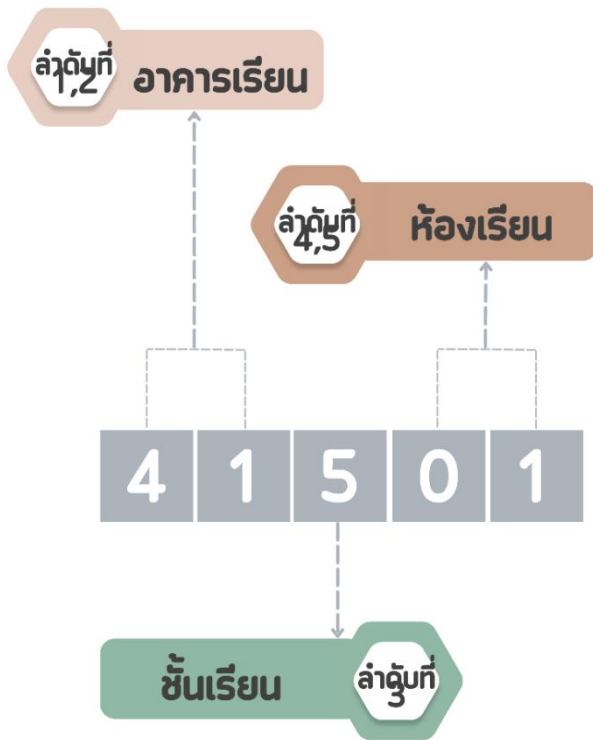 ลำดับที่
1,2
อาคารเรียน
ลำดับที่
4,5
ห้องเรียน
4 1 5 0 1
ชั้นเรียน
ลำดับที่
3